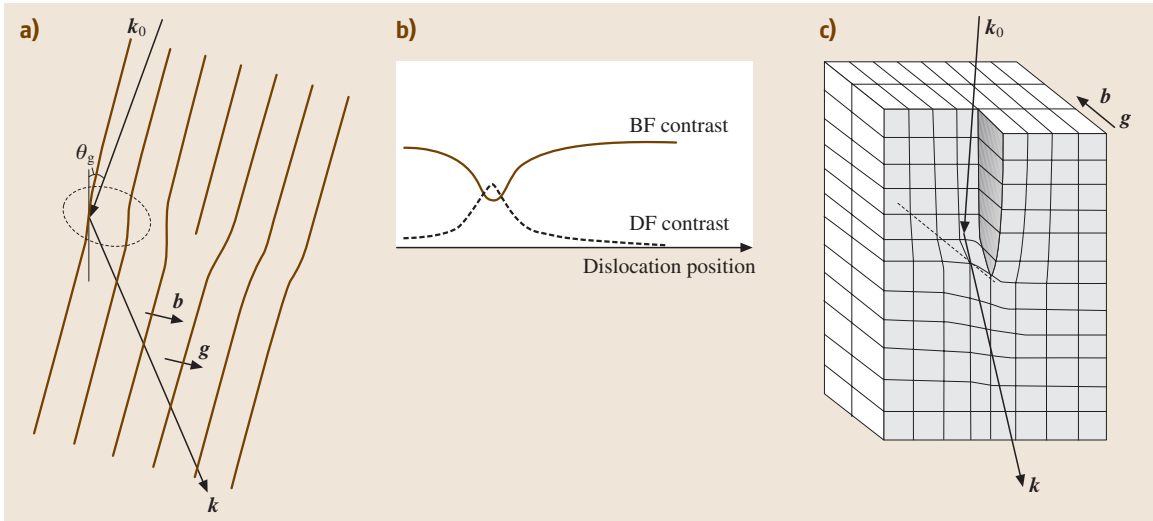 a)
k0
θg
b
g
k
b)
BF contrast
DF contrast
Dislocation position
c)
k0
b
g
k